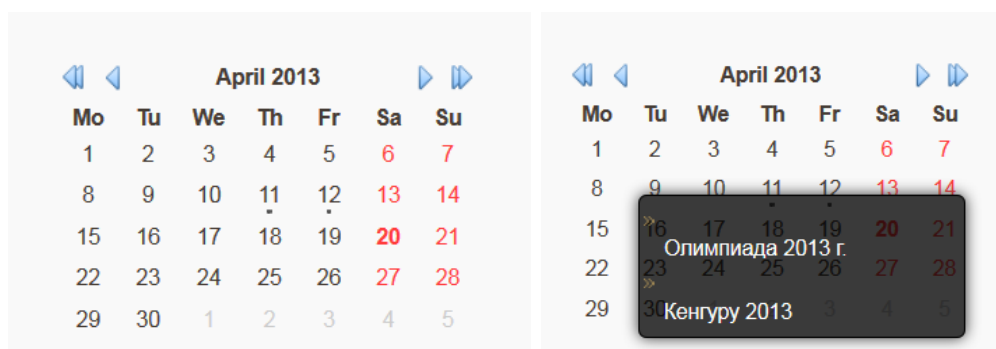 April 2013
Mo Tu We Th Fr Sa Su
1 2 3 4 5 6 7
8 9 10 11 12 13 14
15 16 17 18 19 20 21
22 23 24 25 26 27 28
29 30 1 2 3 4 5
April 2013
Mo Tu We Th Fr Sa Su
1 2 3 4 5 6 7
8 9 10 11 12 13 14
15 16 17 18 19 20 21
» Олимпиада 2013 г.
22 23 24 25 26 27 28
» Кенгуру 2013
29 30 3 4 5